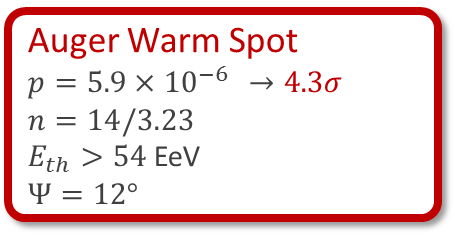 Auger Warm Spot
p = 5.9 × 10⁻⁶ → 4.3σ
n = 14/3.23
E_th > 54 EeV
Ψ = 12°